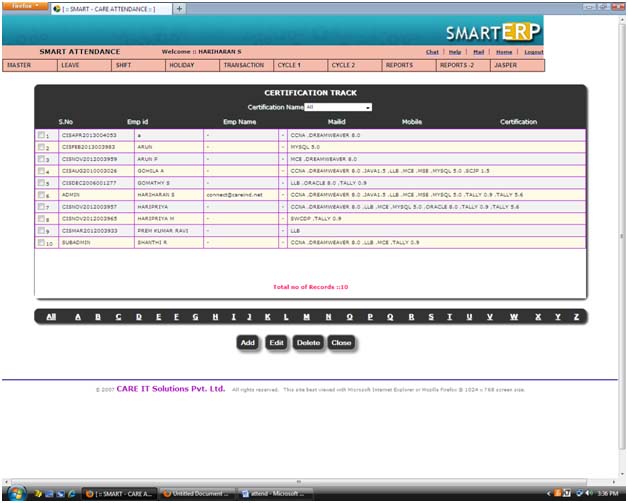 Firefox
[ :: SMART - CARE ATTENDANCE :: ]
SMARTERP
SMART ATTENDANCE Welcome :: HARIHARAN S Chat | Help | Mail | Home | Logout
MASTER LEAVE SHIFT HOLIDAY TRANSACTION CYCLE 1 CYCLE 2 REPORTS REPORTS -2 JASPER
CERTIFICATION TRACK
Certification Name All
S.No Emp id Emp Name Mailid Mobile Certification
1 CISAPR2013004053 a - - CCNA ,DREAMWEAVER 8.0
2 CISFEB2013003983 ARUN - - MYSQL 5.0
3 CISNOV2012003959 ARUN P - - MCE ,DREAMWEAVER 8.0
4 CISAUG2010003026 GOKILA A - - CCNA ,DREAMWEAVER 8.0 ,JAVA1.5 ,LLB ,MCE ,MSE ,MYSQL 5.0 ,SCJP 1.5
5 CISDEC2006001277 GOMATHY S - - LLB ,ORACLE 8.0 ,TALLY 0.9
6 ADMIN HARIHARAN S connect@careind.net - CCNA ,DREAMWEAVER 8.0 ,JAVA1.5 ,LLB ,MCE ,MSE ,MYSQL 5.0 ,TALLY 0.9 ,TALLY 5.6
7 CISNOV2012003957 HARIPRIYA - - CCNA ,DREAMWEAVER 8.0 ,LLB ,MCE ,MYSQL 5.0 ,ORACLE 8.0 ,TALLY 0.9 ,TALLY 5.6
8 CISNOV2012003965 HARIPRIYA M - - SWCDP ,TALLY 0.9
9 CISMAR2012003933 PREM KUMAR RAVI - - LLB
10 SUBADMIN SHANTHI R - - CCNA ,DREAMWEAVER 8.0 ,LLB ,MCE ,TALLY 0.9
Total no of Records ::10
All A B C D E F G H I J K L M N O P Q R S T U V W X Y Z
Add Edit Delete Close
© 2007 CARE IT Solutions Pvt. Ltd. All rights reserved. This site best viewed with Microsoft Internet Explorer or Mozilla Firefox @ 1024 x 768 screen size.
[ :: SMART - CARE A... Untitled Document ... attend - Microsoft ... 3:36 PM